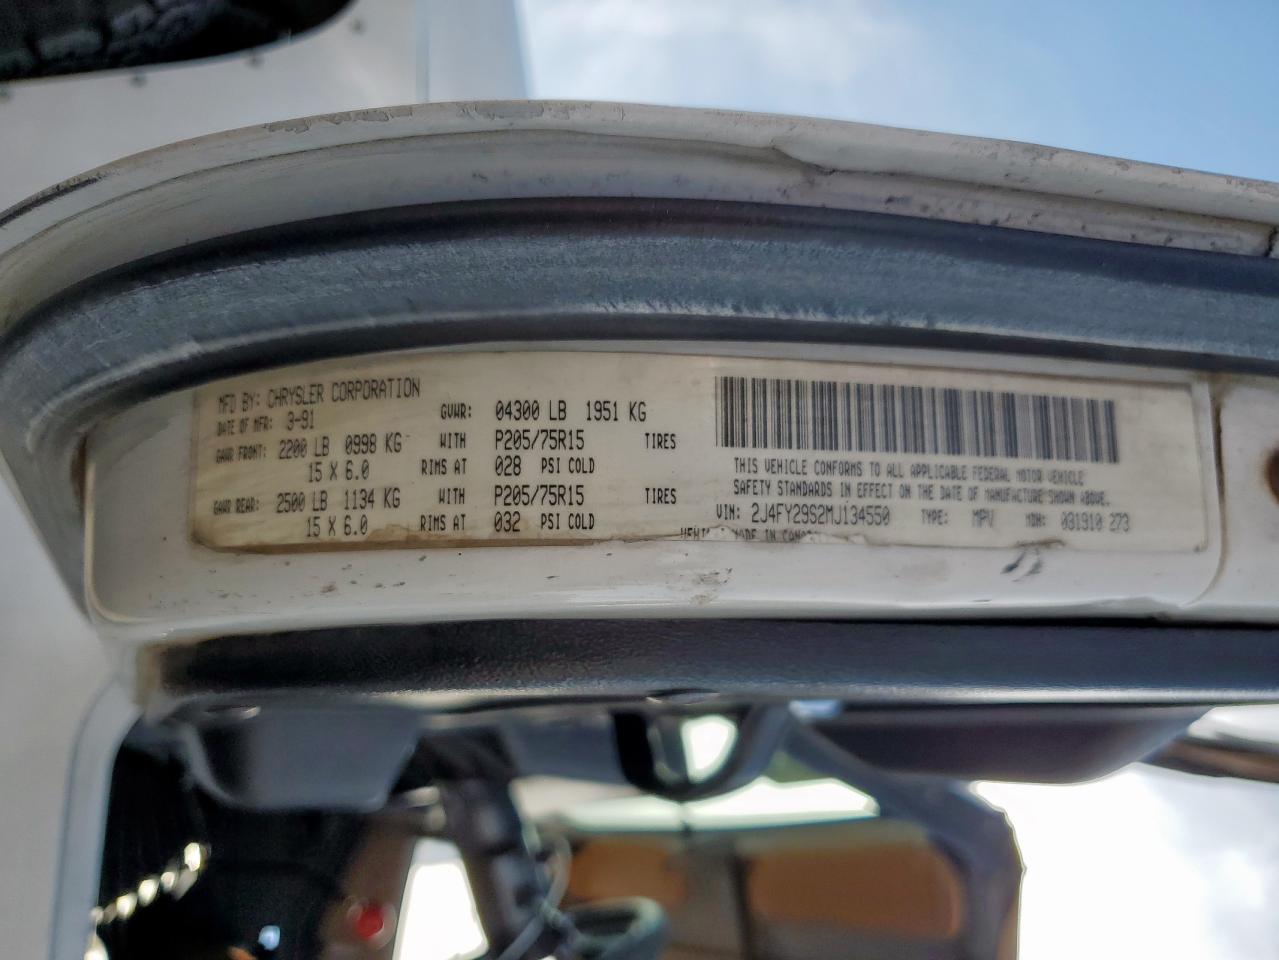 MFD BY: CHRYSLER CORPORATION
DATE OF MFR: 3-91 GVWR: 04300 LB 1951 KG
GAWR FRONT: 2200 LB 0998 KG WITH P205/75R15 TIRES
15 X 6.0 RIMS AT 028 PSI COLD
GAWR REAR: 2500 LB 1134 KG WITH P205/75R15 TIRES
15 X 6.0 RIMS AT 032 PSI COLD
THIS VEHICLE CONFORMS TO ALL APPLICABLE FEDERAL MOTOR VEHICLE
SAFETY STANDARDS IN EFFECT ON THE DATE OF MANUFACTURE SHOWN ABOVE.
VIN: 2J4FY29S2MJ134550 TYPE: MPV MDH: 031910 273
MADE IN